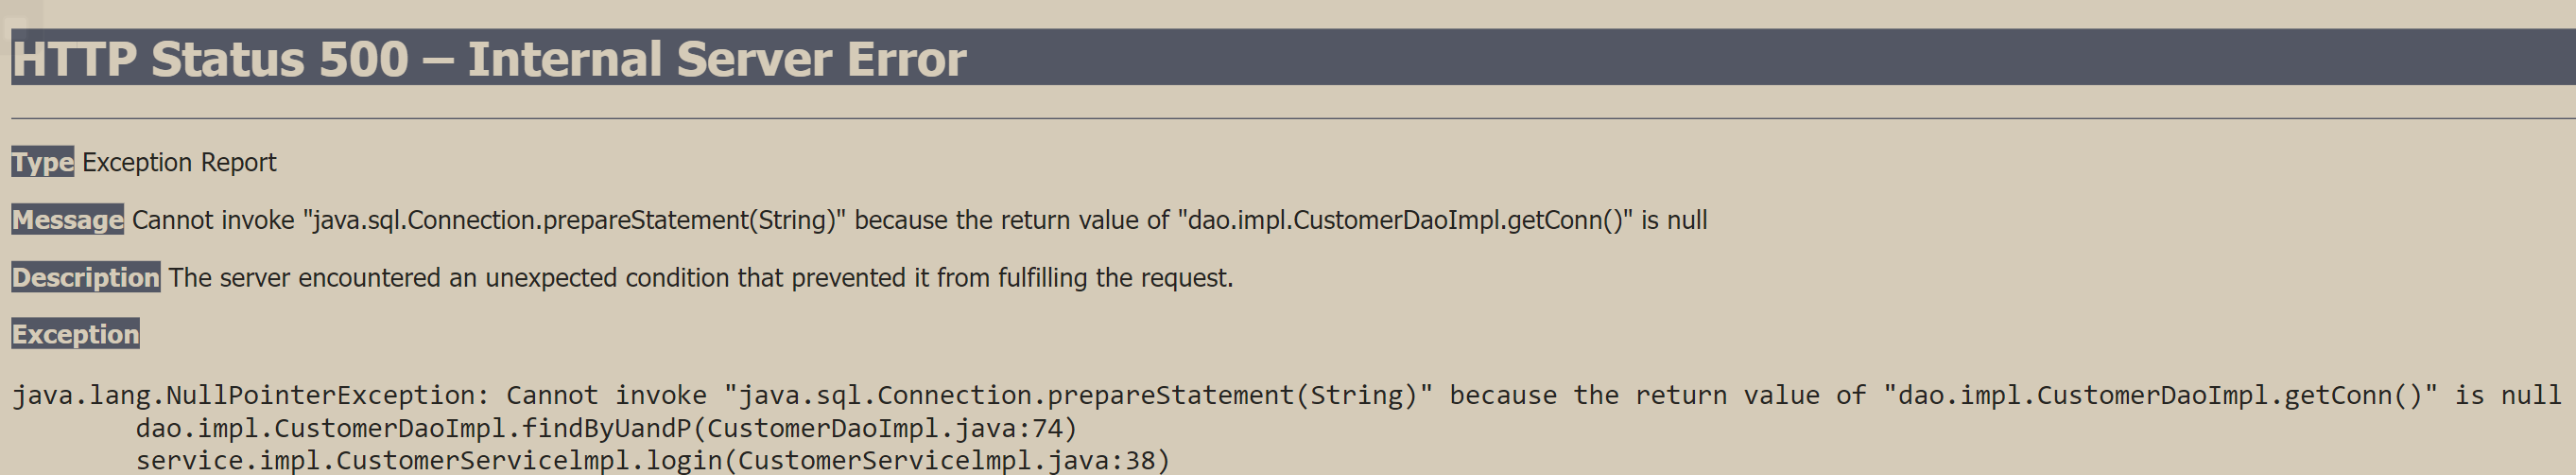 HTTP Status 500 – Internal Server Error
Type Exception Report
Message Cannot invoke "java.sql.Connection.prepareStatement(String)" because the return value of "dao.impl.CustomerDaoImpl.getConn()" is null
Description The server encountered an unexpected condition that prevented it from fulfilling the request.
Exception
java.lang.NullPointerException: Cannot invoke "java.sql.Connection.prepareStatement(String)" because the return value of "dao.impl.CustomerDaoImpl.getConn()" is null
dao.impl.CustomerDaoImpl.findByUandP(CustomerDaoImpl.java:74)
service.impl.CustomerServicelmpl.login(CustomerServicelmpl.java:38)